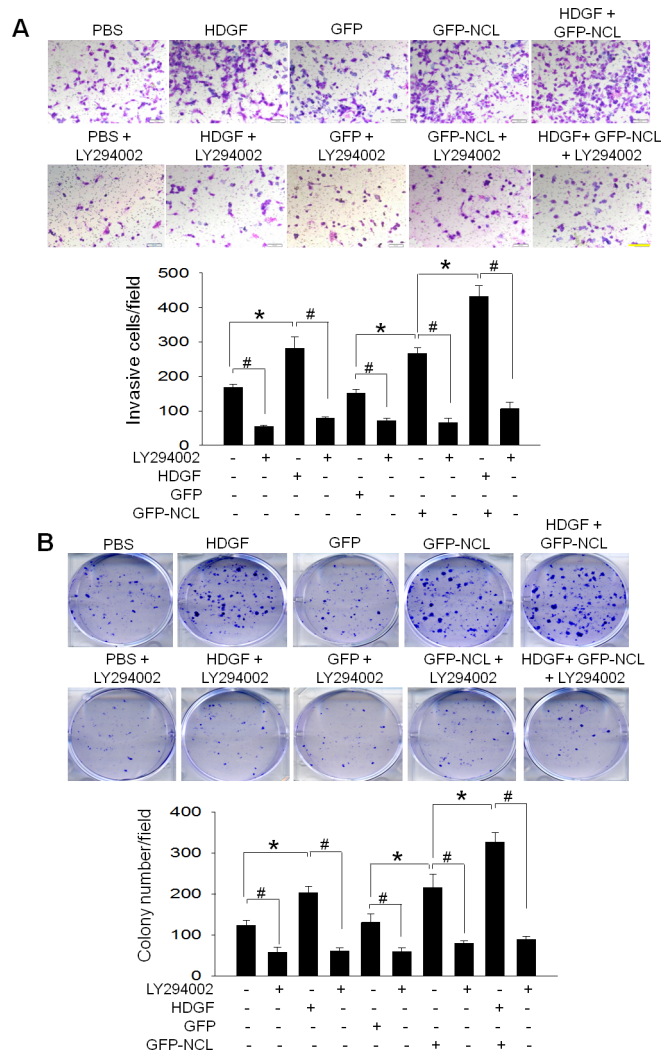 A
PBS HDGF GFP GFP-NCL HDGF + GFP-NCL
PBS + LY294002 HDGF + LY294002 GFP + LY294002 GFP-NCL + LY294002 HDGF+ GFP-NCL + LY294002
Invasive cells/field
500
400
300
200
100
0
* # * #
* #
# #
LY294002 - + - + - + - + - +
HDGF - - + - - - - - + -
GFP - - - - + - - - - -
GFP-NCL - - - - - - + - + -
B
PBS HDGF GFP GFP-NCL HDGF + GFP-NCL
PBS + LY294002 HDGF + LY294002 GFP + LY294002 GFP-NCL + LY294002 HDGF+ GFP-NCL + LY294002
Colony number/field
400
300
200
100
0
* #
* # * #
# #
LY294002 - + - + - + - + - +
HDGF - - + - - - - - + -
GFP - - - - + - - - - -
GFP-NCL - - - - - - + - + -